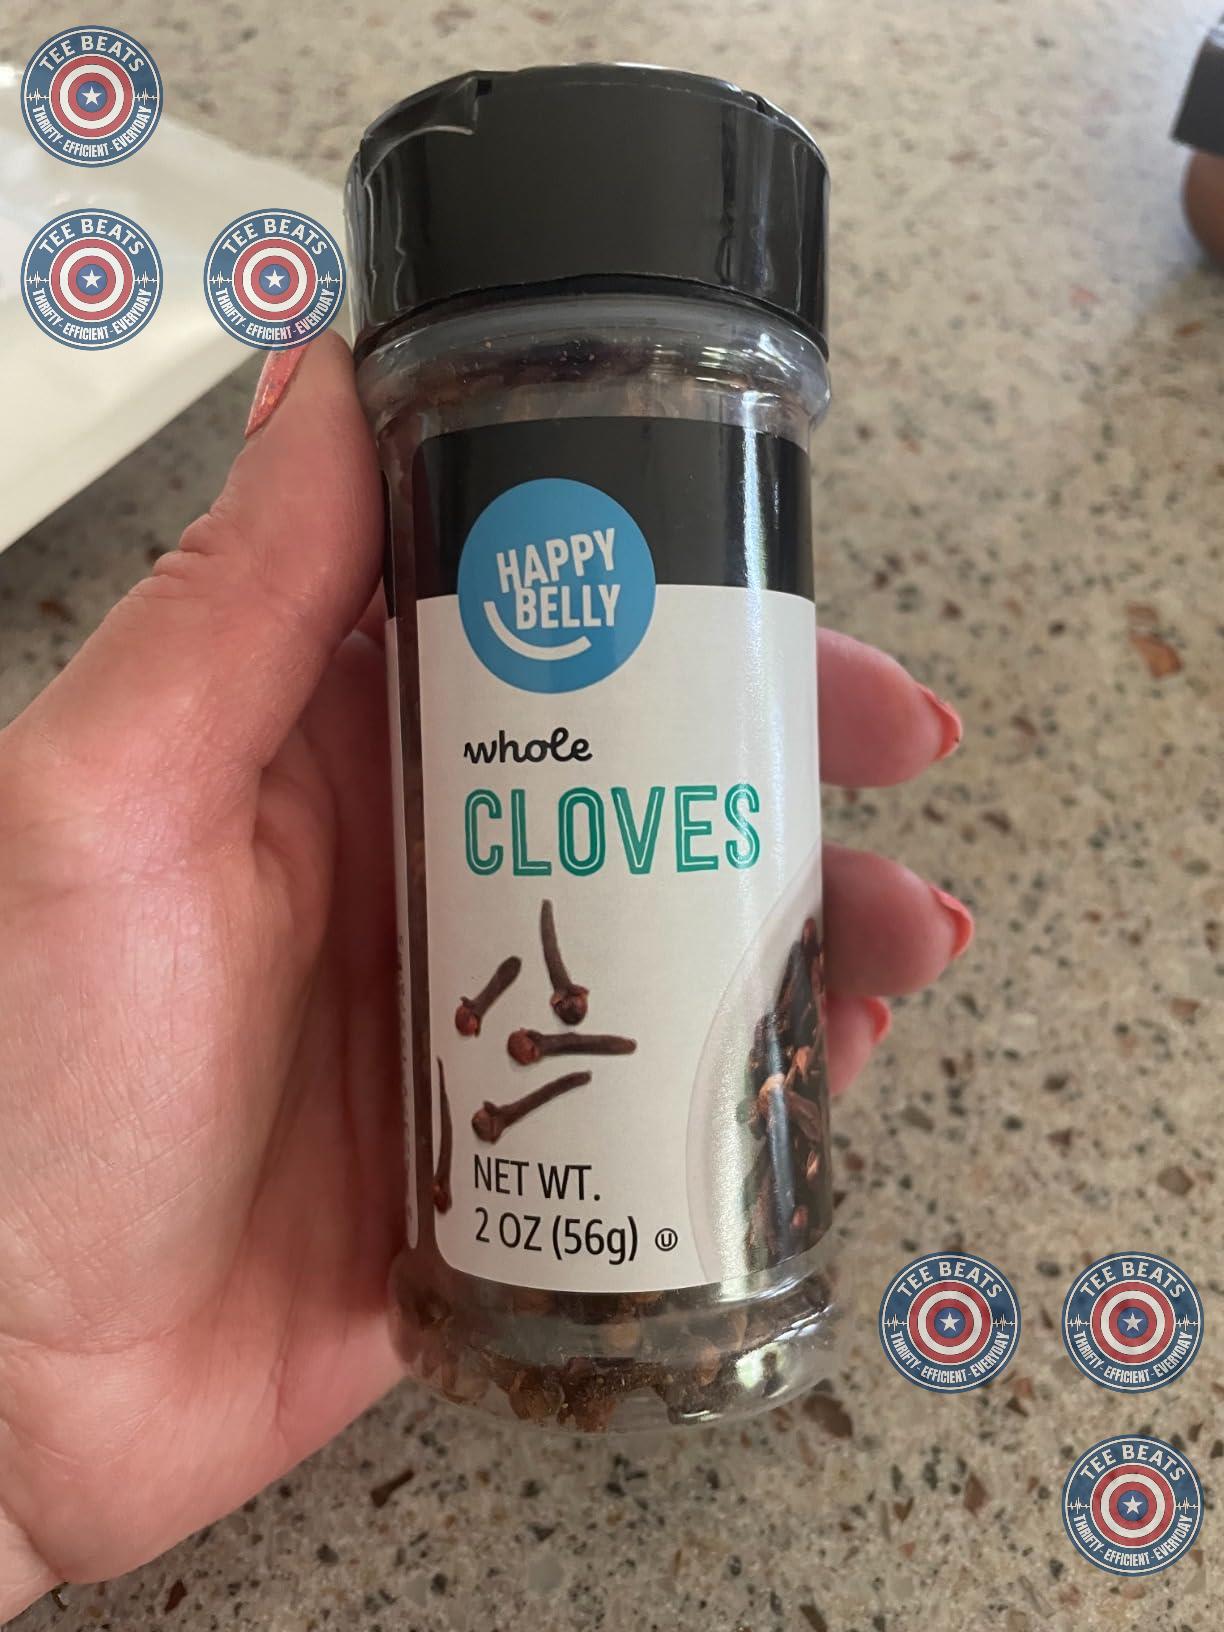 TEE BEATS
THRIFTY - EFFICIENT - EVERYDAY
TEE BEATS
THRIFTY - EFFICIENT - EVERYDAY
TEE BEATS
THRIFTY - EFFICIENT - EVERYDAY
HAPPY
BELLY
whole
CLOVES
NET WT.
2 OZ (56g) U
TEE BEATS
THRIFTY - EFFICIENT - EVERYDAY
TEE BEATS
THRIFTY - EFFICIENT - EVERYDAY
TEE BEATS
THRIFTY - EFFICIENT - EVERYDAY